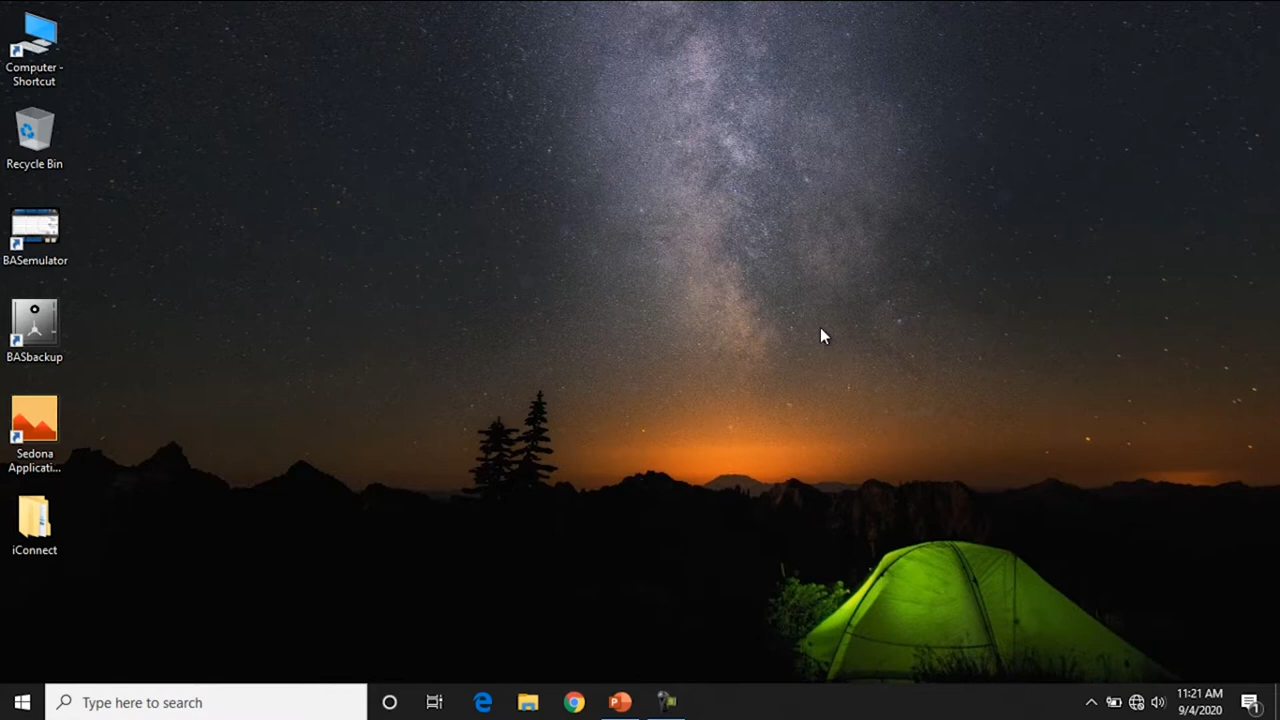 Computer -
Shortcut
Recycle Bin
BASemulator
BASbackup
Sedona
Applicati...
iConnect
Type here to search
11:21 AM
9/4/2020
1